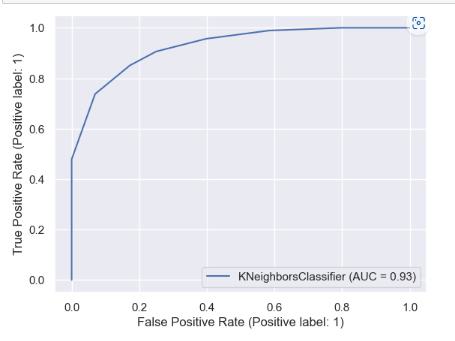 1.0
0.8
0.6
0.4
0.2
0.0
True Positive Rate (Positive label: 1)
KNeighborsClassifier (AUC = 0.93)
0.0 0.2 0.4 0.6 0.8 1.0
False Positive Rate (Positive label: 1)